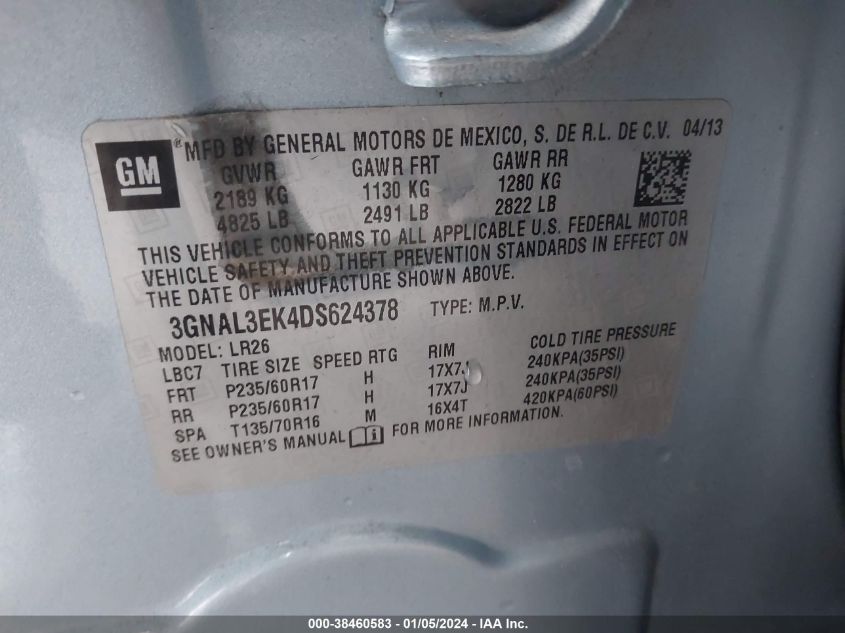 GM
® MFD BY GENERAL MOTORS DE MEXICO, S. DE R.L. DE C.V. 04/13
GVWR GAWR FRT GAWR RR
2189 KG 1130 KG 1280 KG
4825 LB 2491 LB 2822 LB
THIS VEHICLE CONFORMS TO ALL APPLICABLE U.S. FEDERAL MOTOR
VEHICLE SAFETY AND THEFT PREVENTION STANDARDS IN EFFECT ON
THE DATE OF MANUFACTURE SHOWN ABOVE.
3GNAL3EK4DS624378 TYPE: M.P.V.
MODEL: LR26
LBC7 TIRE SIZE SPEED RTG RIM COLD TIRE PRESSURE
FRT P235/60R17 H 17X7J 240KPA(35PSI)
RR P235/60R17 H 17X7J 240KPA(35PSI)
SPA T135/70R16 M 16X4T 420KPA(60PSI)
SEE OWNER'S MANUAL FOR MORE INFORMATION.
000-38460583 - 01/05/2024 - IAA Inc.